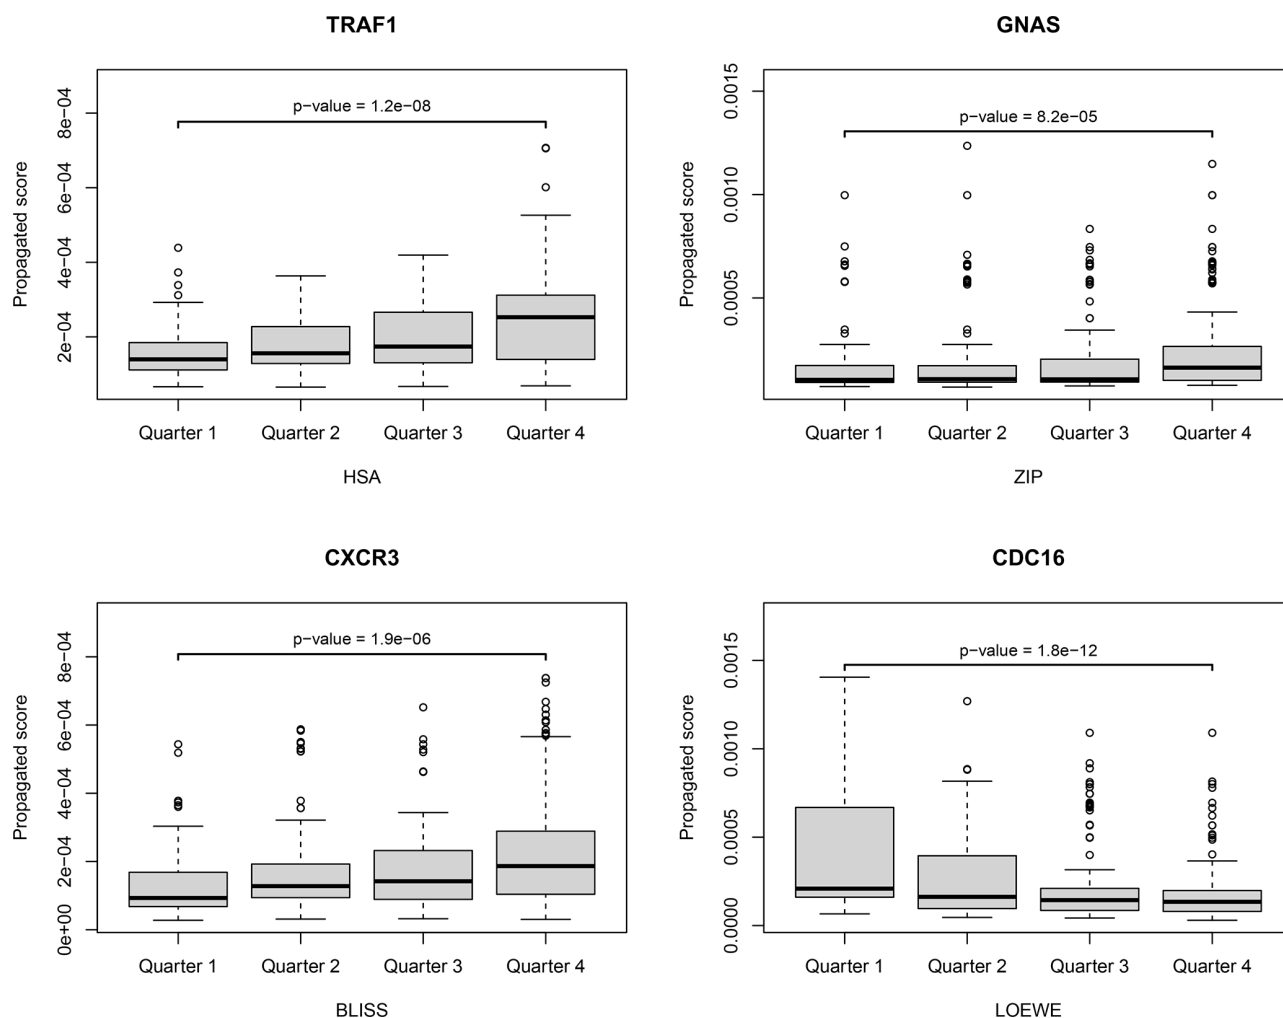 TRAF1
p−value = 1.2e−08
Propagated score
8e−04
6e−04
4e−04
2e−04
Quarter 1 Quarter 2 Quarter 3 Quarter 4
HSA
GNAS
p−value = 8.2e−05
Propagated score
0.0015
0.0010
0.0005
Quarter 1 Quarter 2 Quarter 3 Quarter 4
ZIP
CXCR3
p−value = 1.9e−06
Propagated score
8e−04
6e−04
4e−04
2e−04
0e+00
Quarter 1 Quarter 2 Quarter 3 Quarter 4
BLISS
CDC16
p−value = 1.8e−12
Propagated score
0.0015
0.0010
0.0005
0.0000
Quarter 1 Quarter 2 Quarter 3 Quarter 4
LOEWE